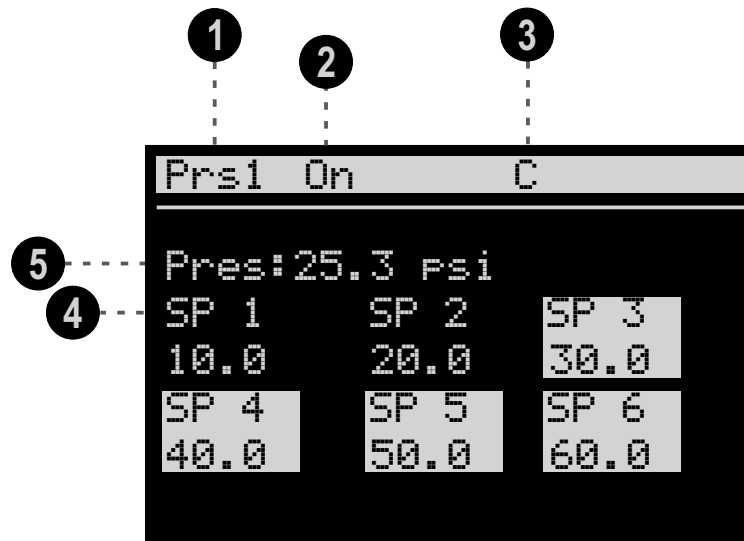 1 2 3
Prs1 On C
5 Pres:25.3 psi
4 SP 1 SP 2 SP 3
10.0 20.0 30.0
SP 4 SP 5 SP 6
40.0 50.0 60.0